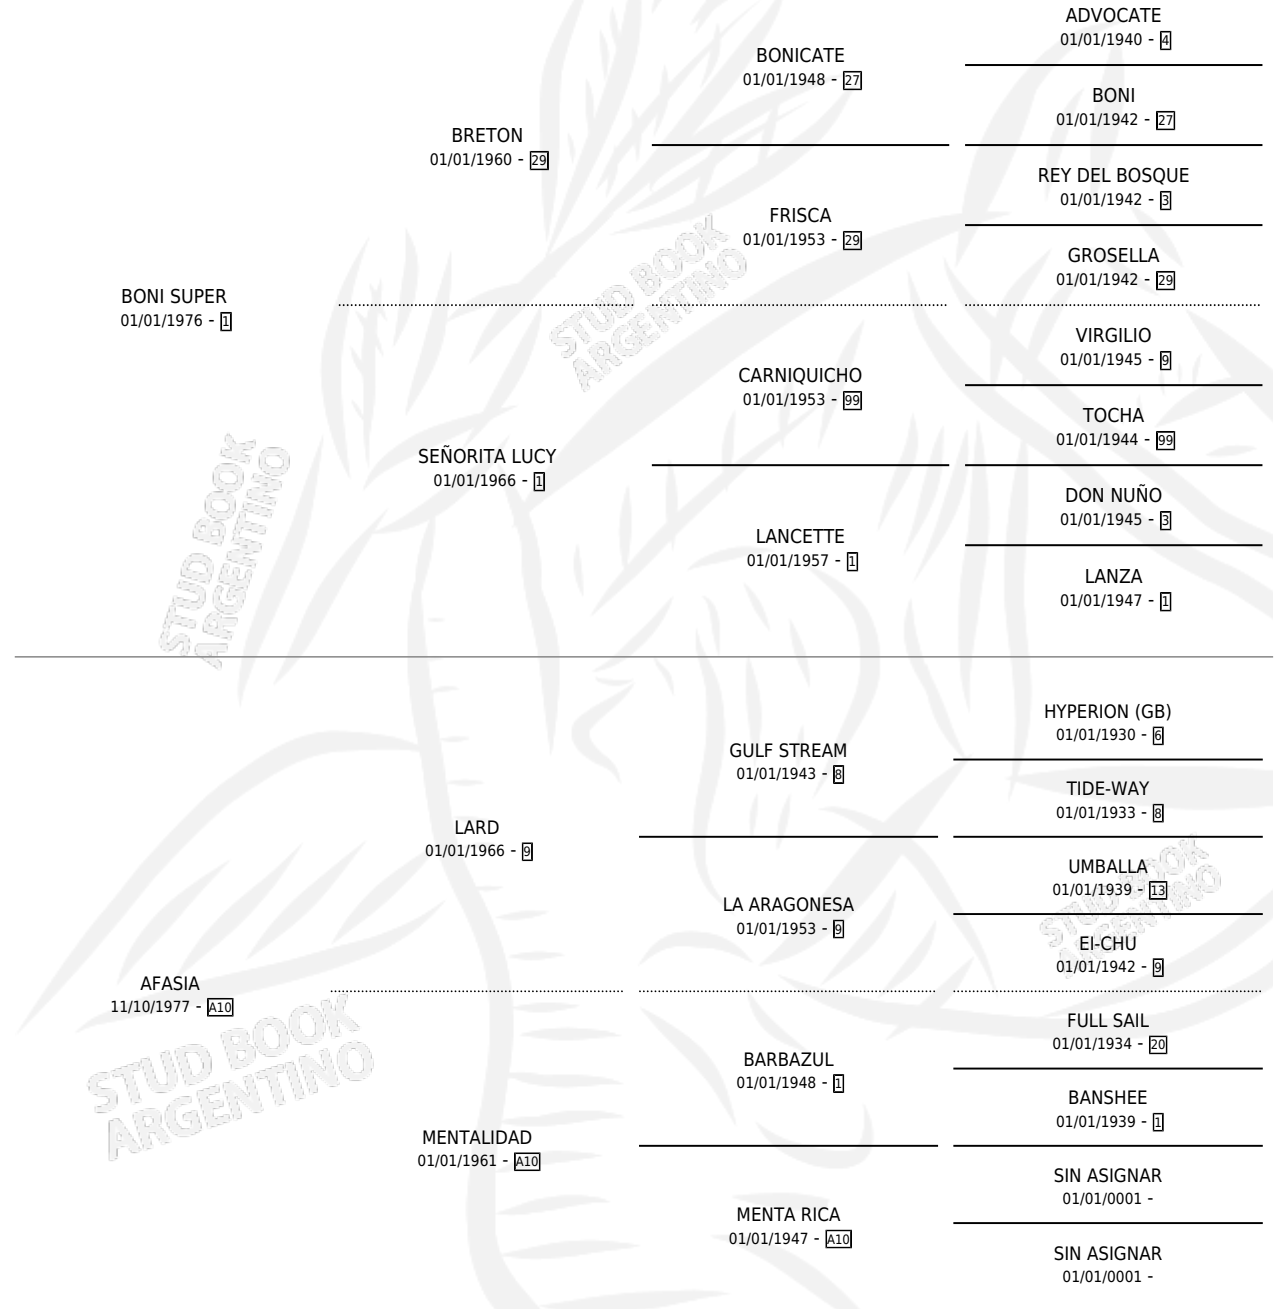 ADVOCATE
01/01/1940 - 4
BONICATE
01/01/1948 - 27
BONI
01/01/1942 - 27
BRETON
01/01/1960 - 29
REY DEL BOSQUE
01/01/1942 - 3
FRISCA
01/01/1953 - 29
GROSELLA
01/01/1942 - 29
BONI SUPER
01/01/1976 - 1
VIRGILIO
01/01/1945 - 9
CARNIQUICHO
01/01/1953 - 99
TOCHA
01/01/1944 - 99
SEÑORITA LUCY
01/01/1966 - 1
DON NUÑO
01/01/1945 - 3
LANCETTE
01/01/1957 - 1
LANZA
01/01/1947 - 1
STUD BOOK
ARGENTINO
STUD BOOK
ARGENTINO
HYPERION (GB)
01/01/1930 - 6
GULF STREAM
01/01/1943 - 8
TIDE-WAY
01/01/1933 - 8
LARD
01/01/1966 - 9
UMBALLA
01/01/1939 - 13
LA ARAGONESA
01/01/1953 - 9
EI-CHU
01/01/1942 - 9
AFASIA
11/10/1977 - A10
FULL SAIL
01/01/1934 - 20
BARBAZUL
01/01/1948 - 1
BANSHEE
01/01/1939 - 1
MENTALIDAD
01/01/1961 - A10
SIN ASIGNAR
01/01/0001 -
MENTA RICA
01/01/1947 - A10
SIN ASIGNAR
01/01/0001 -
STUD BOOK
ARGENTINO
STUD BOOK
ARGENTINO